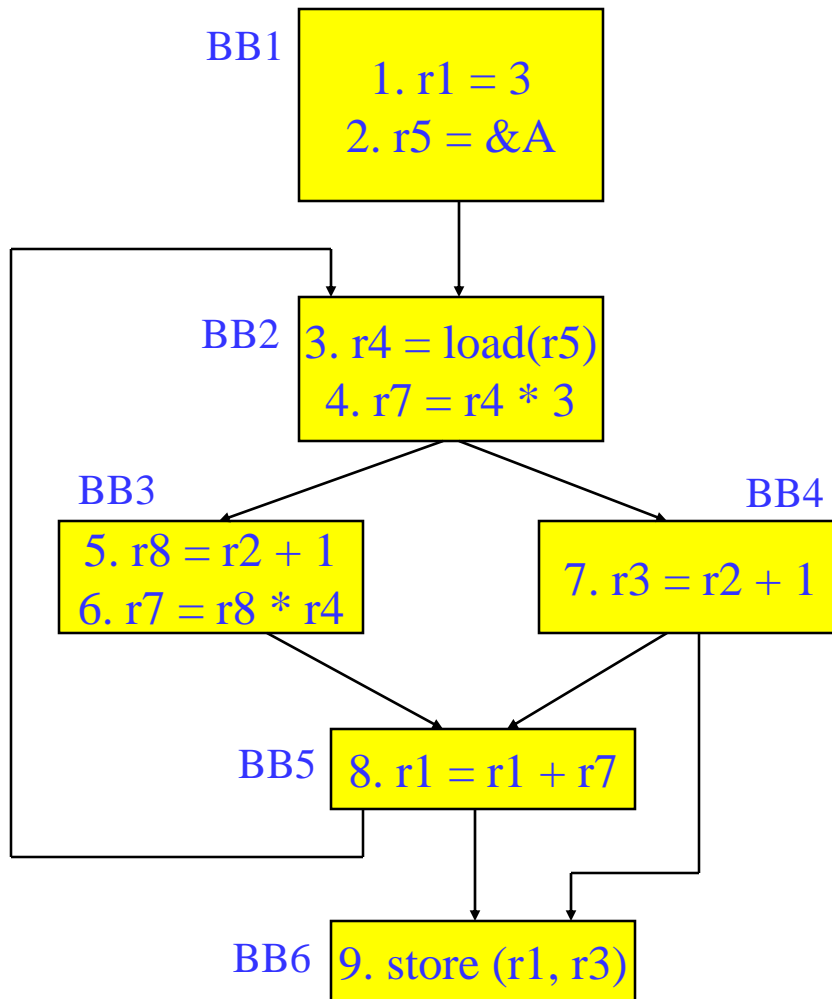 BB1
1. r1 = 3
2. r5 = &A
BB2
3. r4 = load(r5)
4. r7 = r4 * 3
BB3
5. r8 = r2 + 1
6. r7 = r8 * r4
BB4
7. r3 = r2 + 1
BB5
8. r1 = r1 + r7
BB6
9. store (r1, r3)